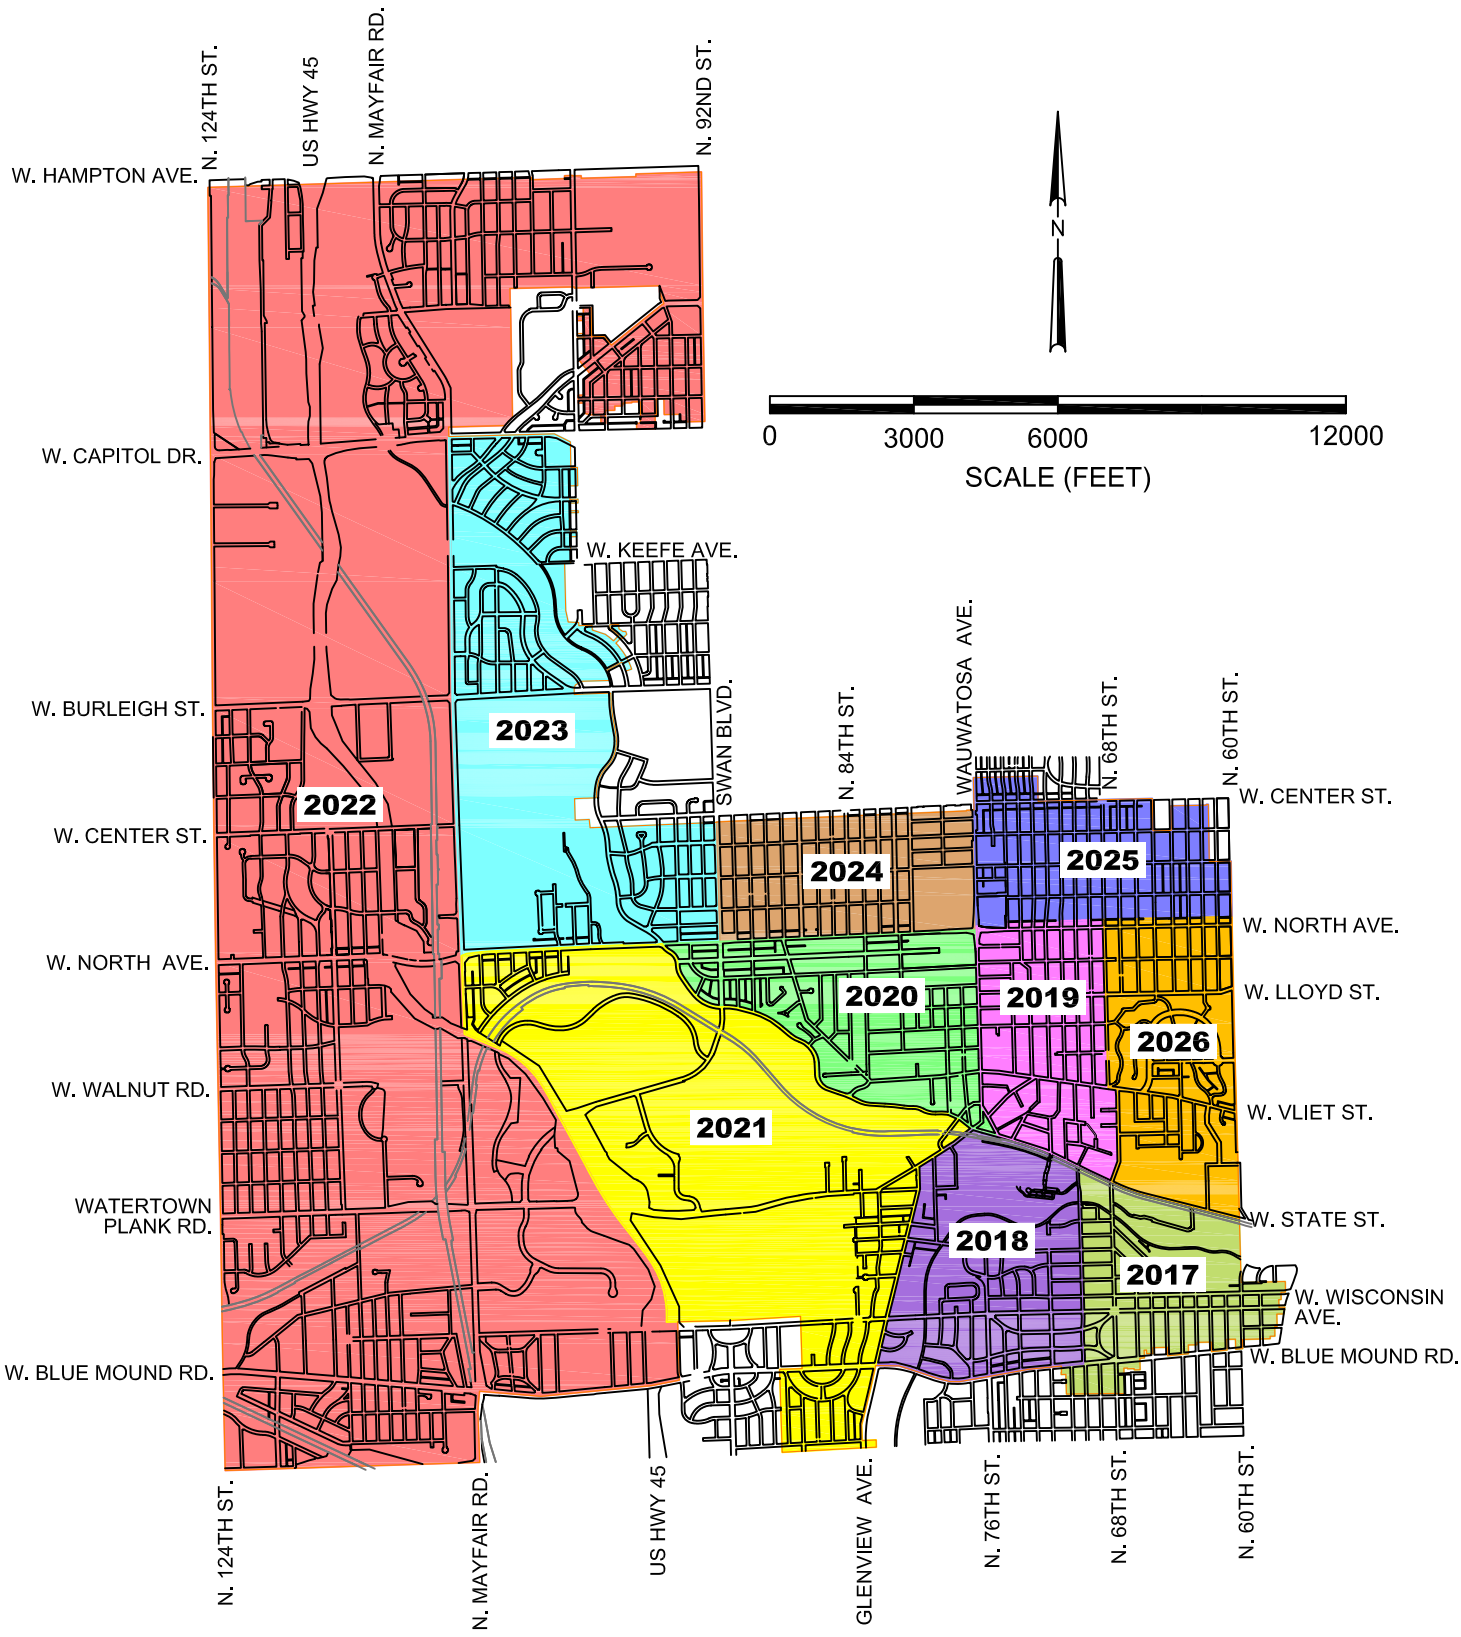 N. 124TH ST.
US HWY 45
N. MAYFAIR RD.
N. 92ND ST.
W. HAMPTON AVE.
N
0
3000
6000
12000
SCALE (FEET)
W. CAPITOL DR.
W. KEEFE AVE.
W. BURLEIGH ST.
SWAN BLVD.
N. 84TH ST.
WAUWATOSA AVE.
N. 68TH ST.
N. 60TH ST.
2023
2022
W. CENTER ST.
W. CENTER ST.
2024
2025
W. NORTH AVE.
W. NORTH AVE.
2020
2019
W. LLOYD ST.
2026
W. WALNUT RD.
2021
W. VLIET ST.
WATERTOWN
PLANK RD.
W. STATE ST.
2018
2017
W. WISCONSIN
AVE.
W. BLUE MOUND RD.
W. BLUE MOUND RD.
N. 124TH ST.
N. MAYFAIR RD.
US HWY 45
GLENVIEW AVE.
N. 76TH ST.
N. 68TH ST.
N. 60TH ST.